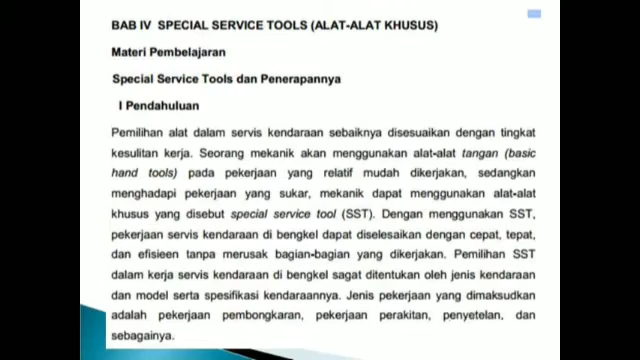 BAB IV SPECIAL SERVICE TOOLS (ALAT-ALAT KHUSUS)
Materi Pembelajaran
Special Service Tools dan Penerapannya
I Pendahuluan
Pemilihan alat dalam servis kendaraan sebaiknya disesuaikan dengan tingkat
kesulitan kerja. Seorang mekanik akan menggunakan alat-alat tangan (basic
hand tools) pada pekerjaan yang relatif mudah dikerjakan, sedangkan
menghadapi pekerjaan yang sukar, mekanik dapat menggunakan alat-alat
khusus yang disebut special service tool (SST). Dengan menggunakan SST,
pekerjaan servis kendaraan di bengkel dapat diselesaikan dengan cepat, tepat,
dan efisieen tanpa merusak bagian-bagian yang dikerjakan. Pemilihan SST
dalam kerja servis kendaraan di bengkel sagat ditentukan oleh jenis kendaraan
dan model serta spesifikasi kendaraannya. Jenis pekerjaan yang dimaksudkan
adalah pekerjaan pembongkaran, pekerjaan perakitan, penyetelan, dan
sebagainya.